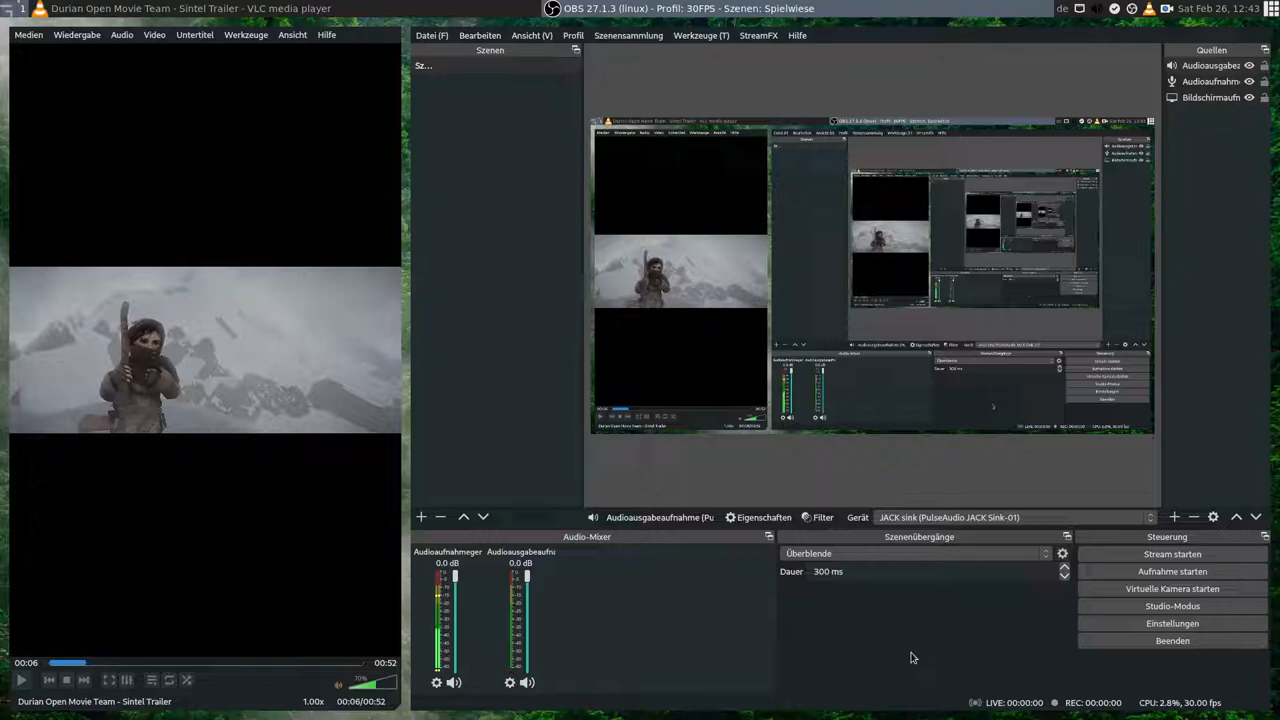 1 Durian Open Movie Team - Sintel Trailer - VLC media player
OBS 27.1.3 (linux) - Profil: 30FPS - Szenen: Spielwiese
de Sat Feb 26, 12:43
Medien Wiedergabe Audio Video Untertitel Werkzeuge Ansicht Hilfe
Datei (F) Bearbeiten Ansicht (V) Profil Szenensammlung Werkzeuge (T) StreamFX Hilfe
Szenen
Sz...
Quellen
Audioausgabea
Audioaufnahm
Bildschirmaufn
Audioausgabeaufnahme (Pu Eigenschaften Filter Gerät JACK sink (PulseAudio JACK Sink-01)
Audio-Mixer
Audioaufnahmeger Audioausgabeaufnu
0.0 dB 0.0 dB
Szenenübergänge
Überblende
Dauer 300 ms
Steuerung
Stream starten
Aufnahme starten
Virtuelle Kamera starten
Studio-Modus
Einstellungen
Beenden
00:06 00:52
70%
Durian Open Movie Team - Sintel Trailer 1.00x 00:06/00:52
LIVE: 00:00:00 REC: 00:00:00 CPU: 2.8%, 30.00 fps